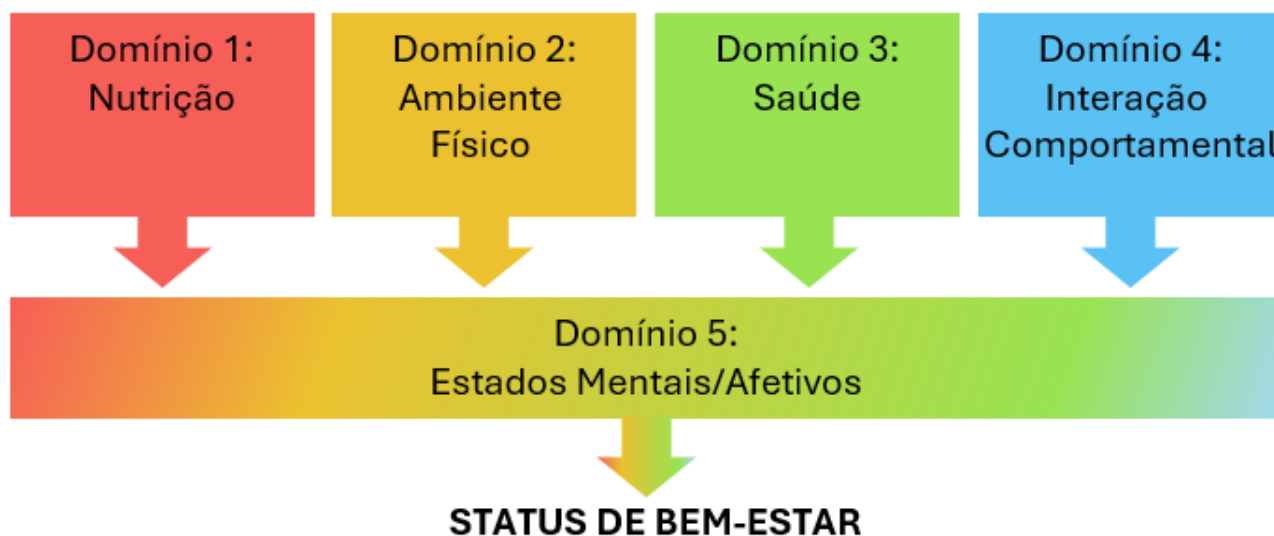 Domínio 1:
Nutrição
Domínio 2:
Ambiente
Físico
Domínio 3:
Saúde
Domínio 4:
Interação
Comportamental
Domínio 5:
Estados Mentais/Afetivos
STATUS DE BEM-ESTAR